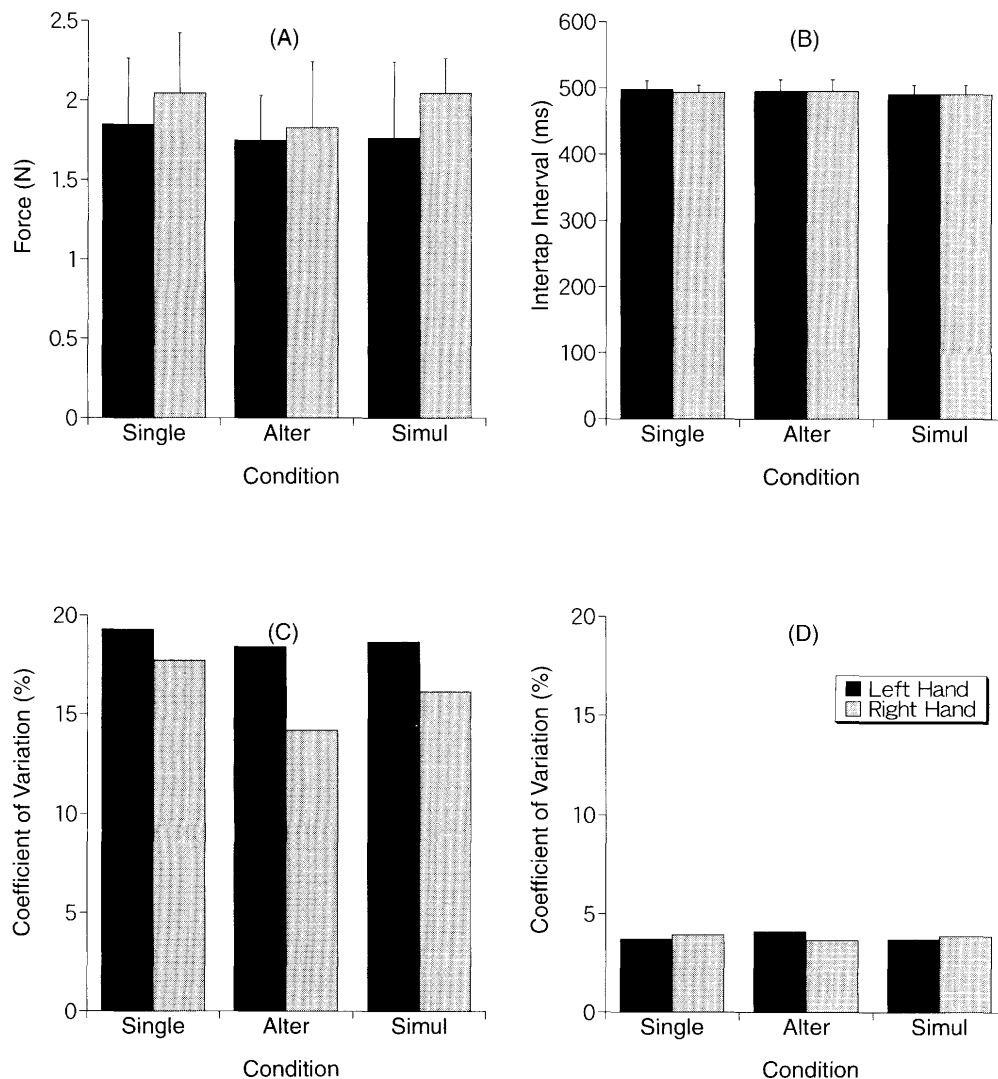 (A)
Force (N)
2.5
2
1.5
1
0.5
0
Single Alter Simul
Condition
(B)
Intertap Interval (ms)
600
500
400
300
200
100
0
Single Alter Simul
Condition
(C)
Coefficient of Variation (%)
20
15
10
5
0
Single Alter Simul
Condition
(D)
Coefficient of Variation (%)
20
15
10
5
0
Left Hand
Right Hand
Single Alter Simul
Condition